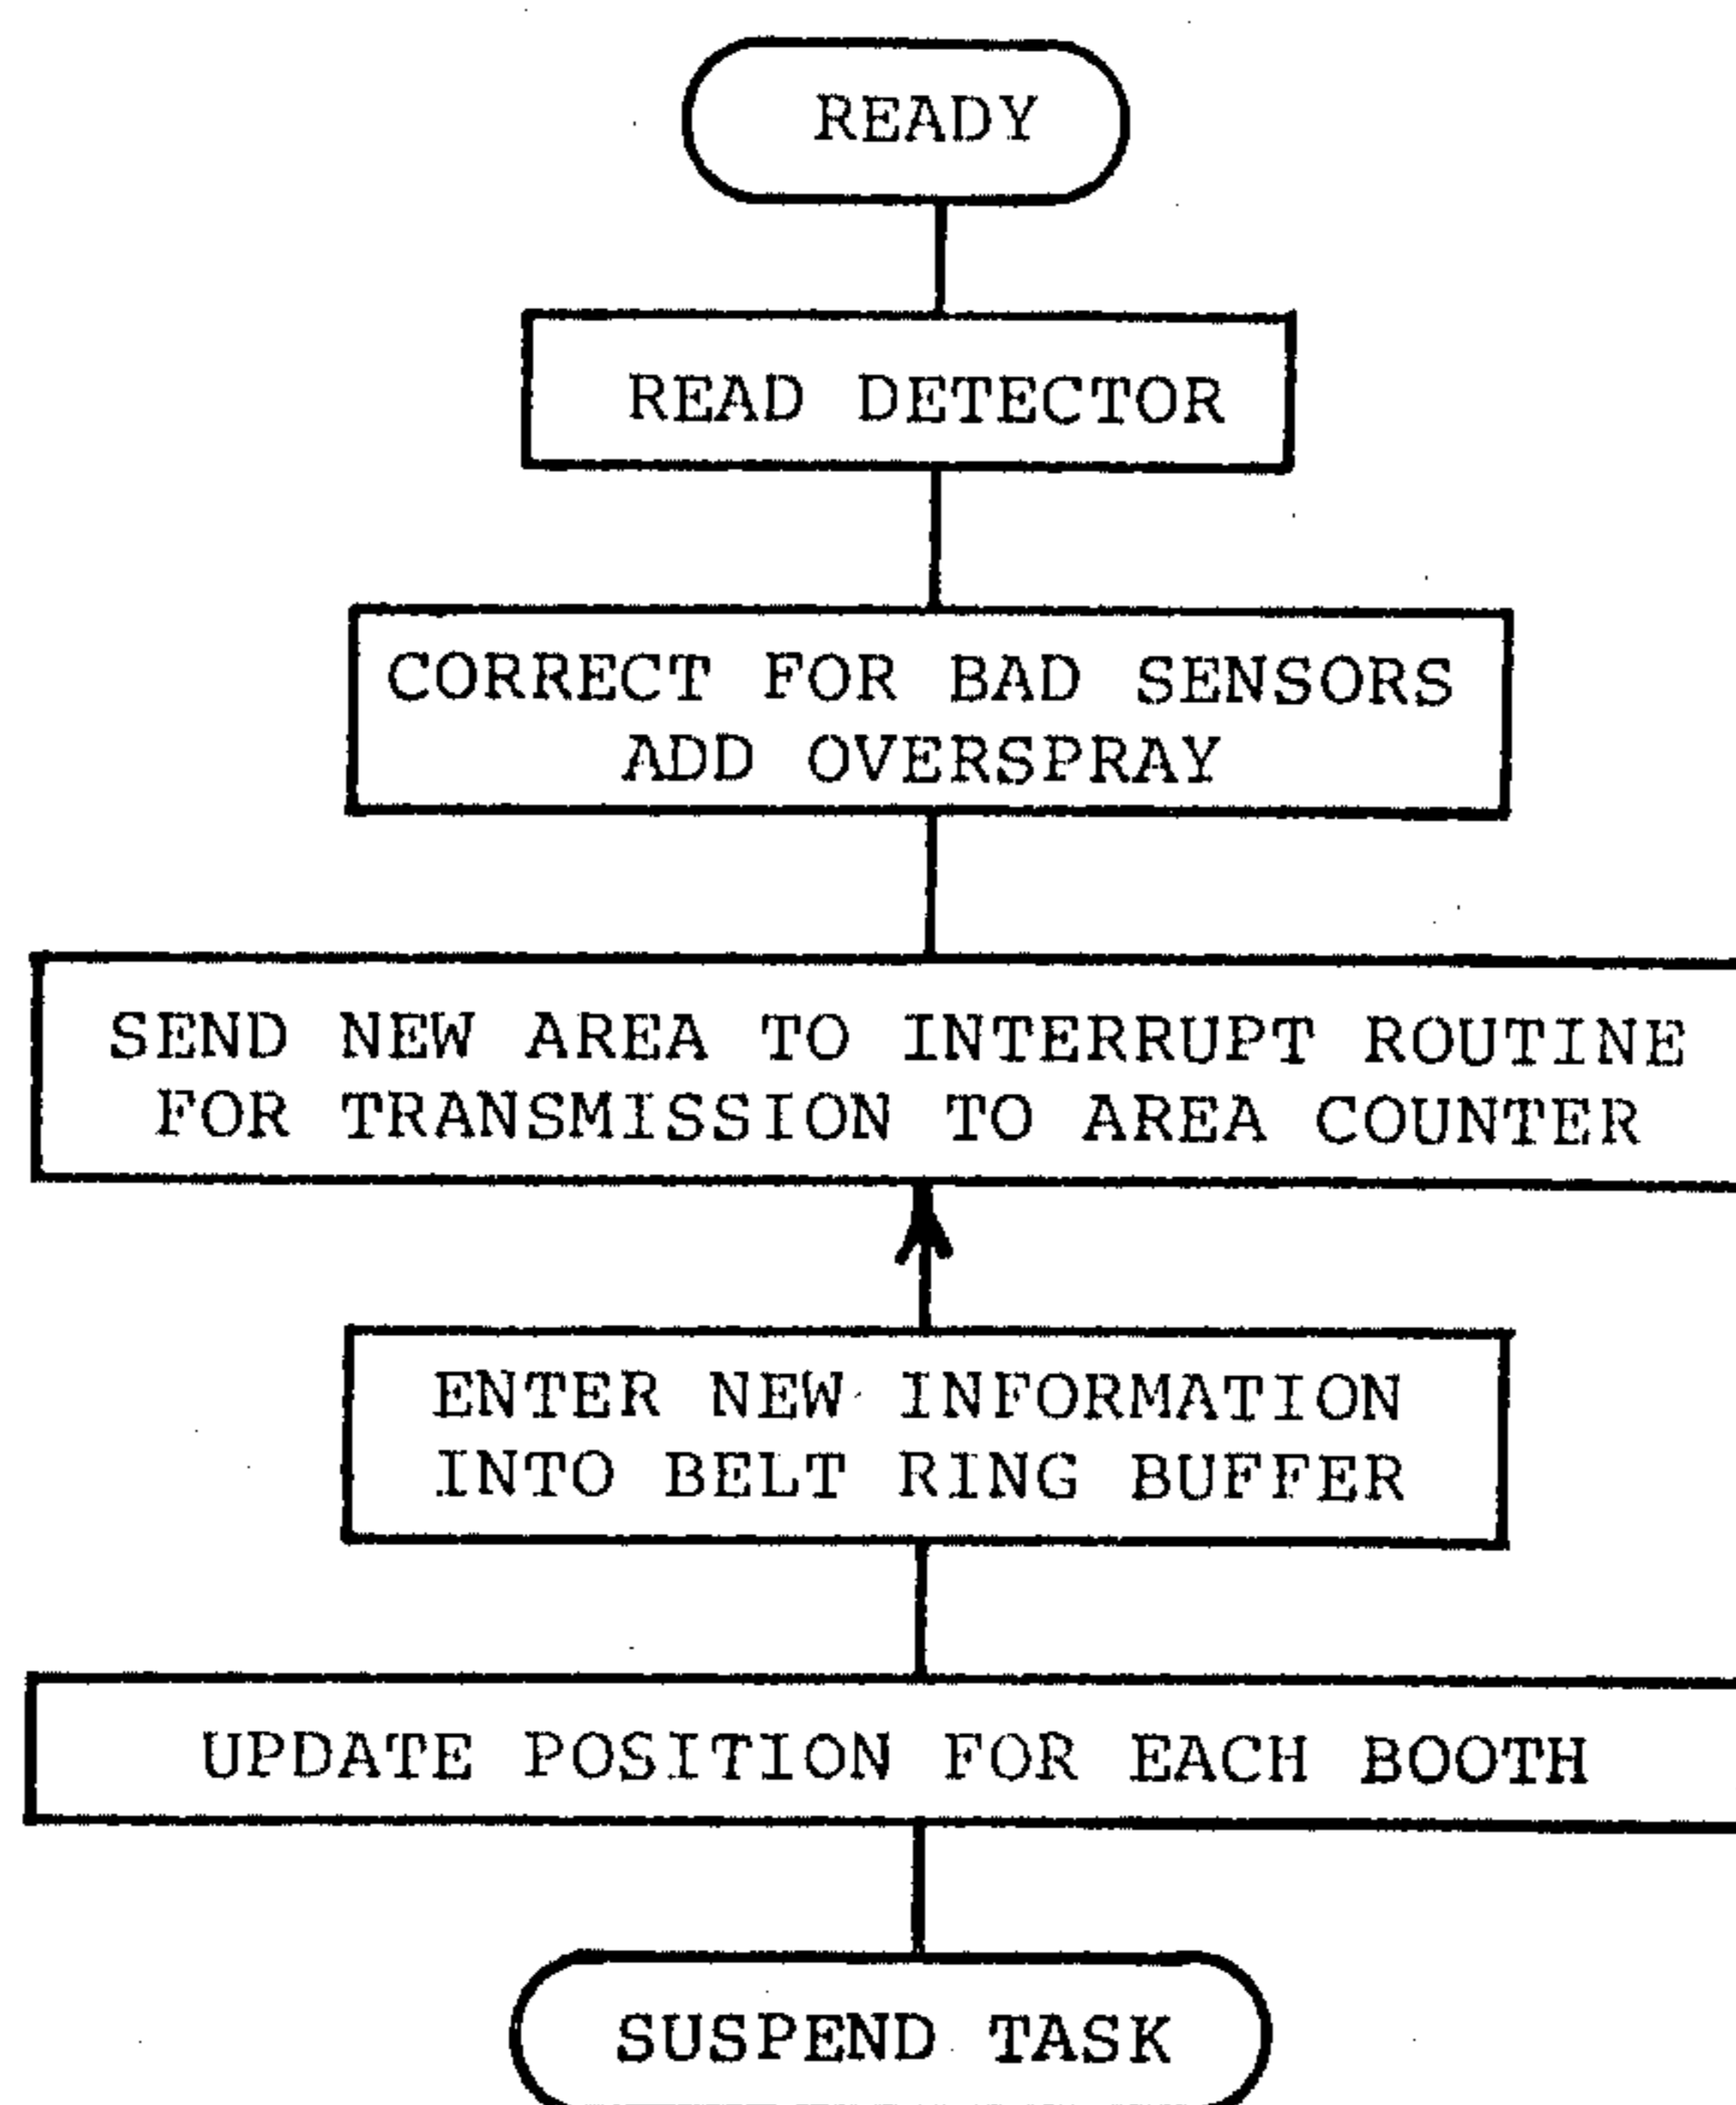 READY
READ DETECTOR
CORRECT FOR BAD SENSORS
ADD OVERSPRAY
SEND NEW AREA TO INTERRUPT ROUTINE
FOR TRANSMISSION TO AREA COUNTER
ENTER NEW INFORMATION
INTO BELT RING BUFFER
UPDATE POSITION FOR EACH BOOTH
SUSPEND TASK